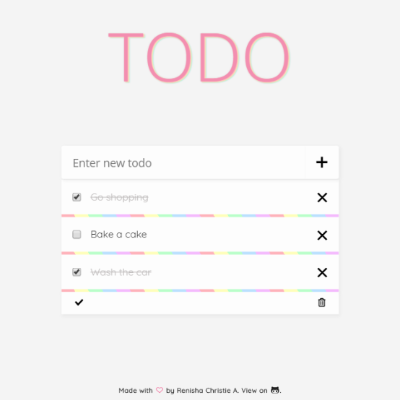 TODO
Enter new todo
Go shopping
Bake a cake
Wash the car
Made with ♡ by Renisha Christie A. View on .